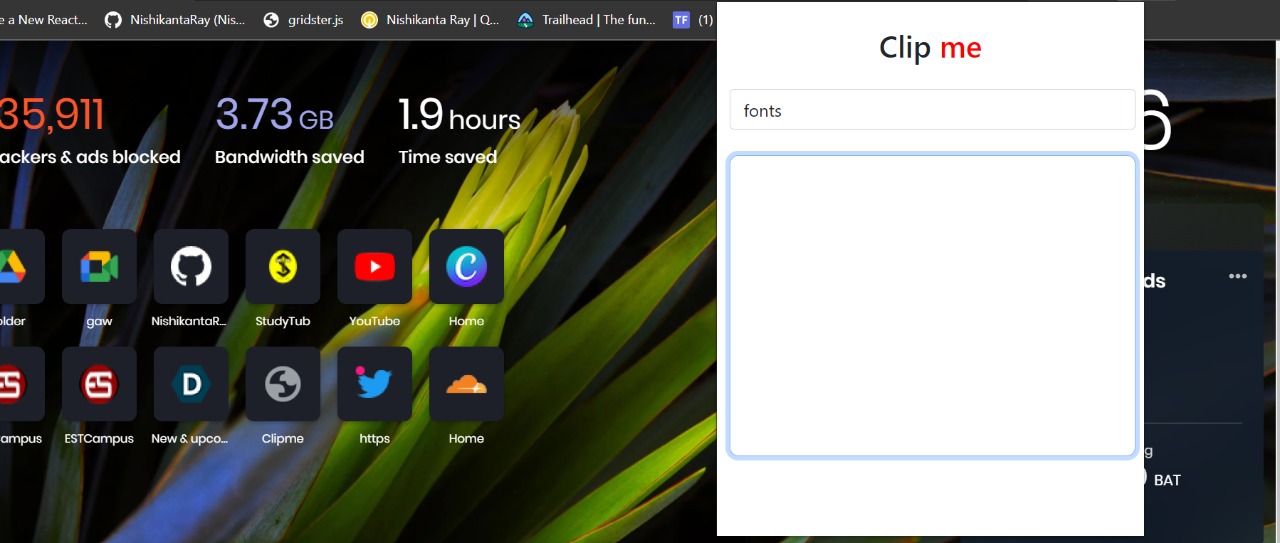 e a New React...
NishikantaRay (Nis...
gridster.js
Nishikanta Ray | Q...
Trailhead | The fun...
TF
(1)
Clip me
fonts
35,911
ackers & ads blocked
3.73 GB
Bandwidth saved
1.9 hours
Time saved
6
ds
older
gaw
NishikantaR...
StudyTub
YouTube
Home
ampus
ESTCampus
New & upco...
Clipme
https
Home
g
BAT